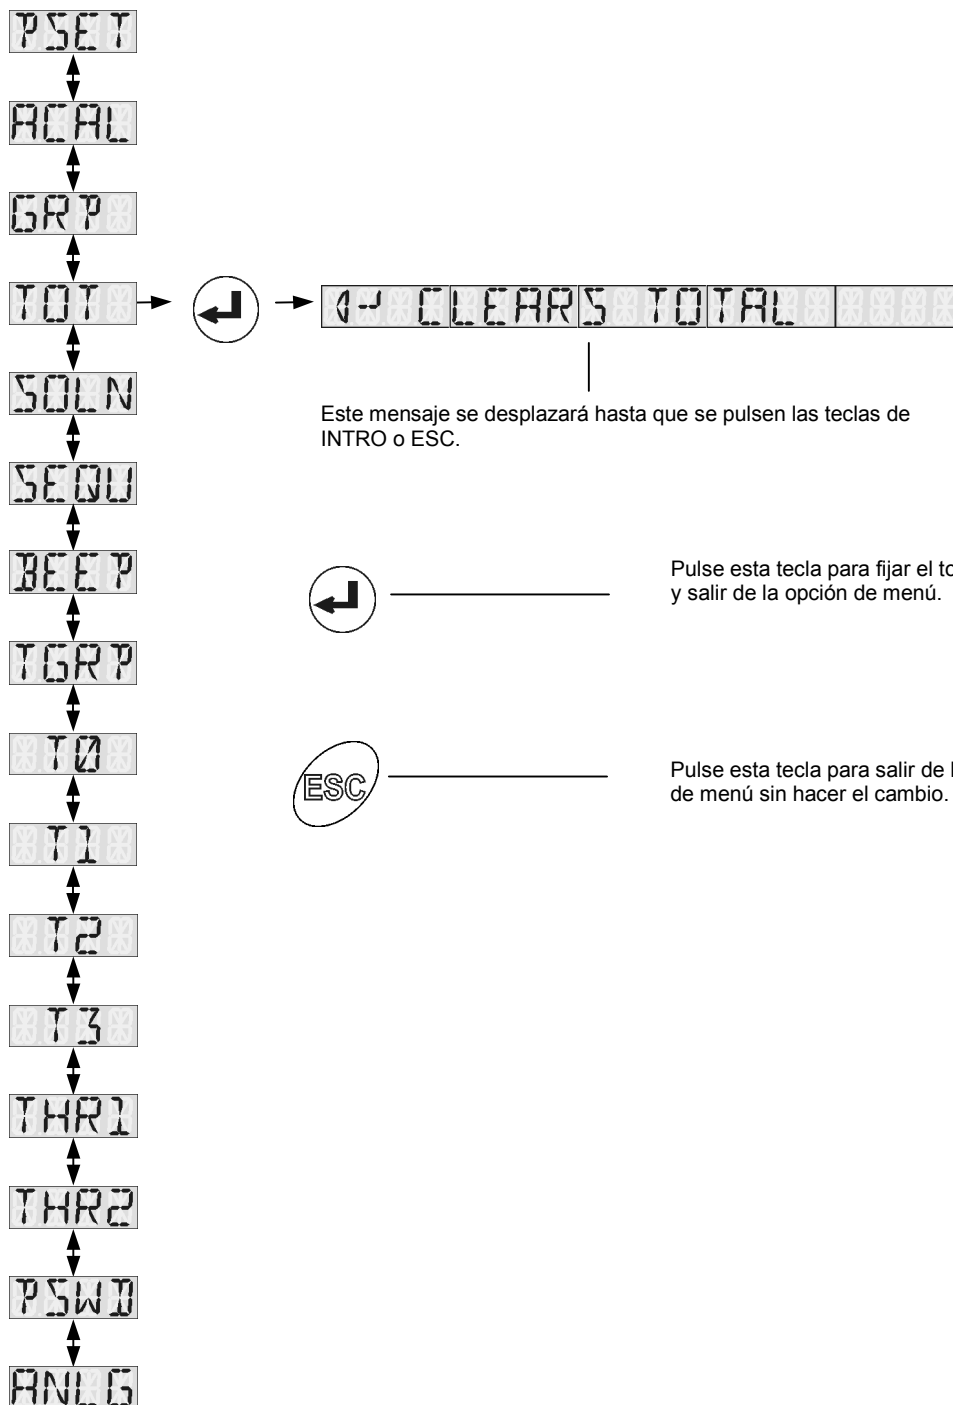 PSET
ACAL
GRP
TOT
CLEARS TOTAL
Este mensaje se desplazará hasta que se pulsen las teclas de
INTRO o ESC.
SOLN
SEQU
BEEP
Pulse esta tecla para fijar el
y salir de la opción de menú.
TGRP
T0
ESC
Pulse esta tecla para salir de
de menú sin hacer el cambio.
T1
T2
T3
THR1
THR2
PSWD
ANLG